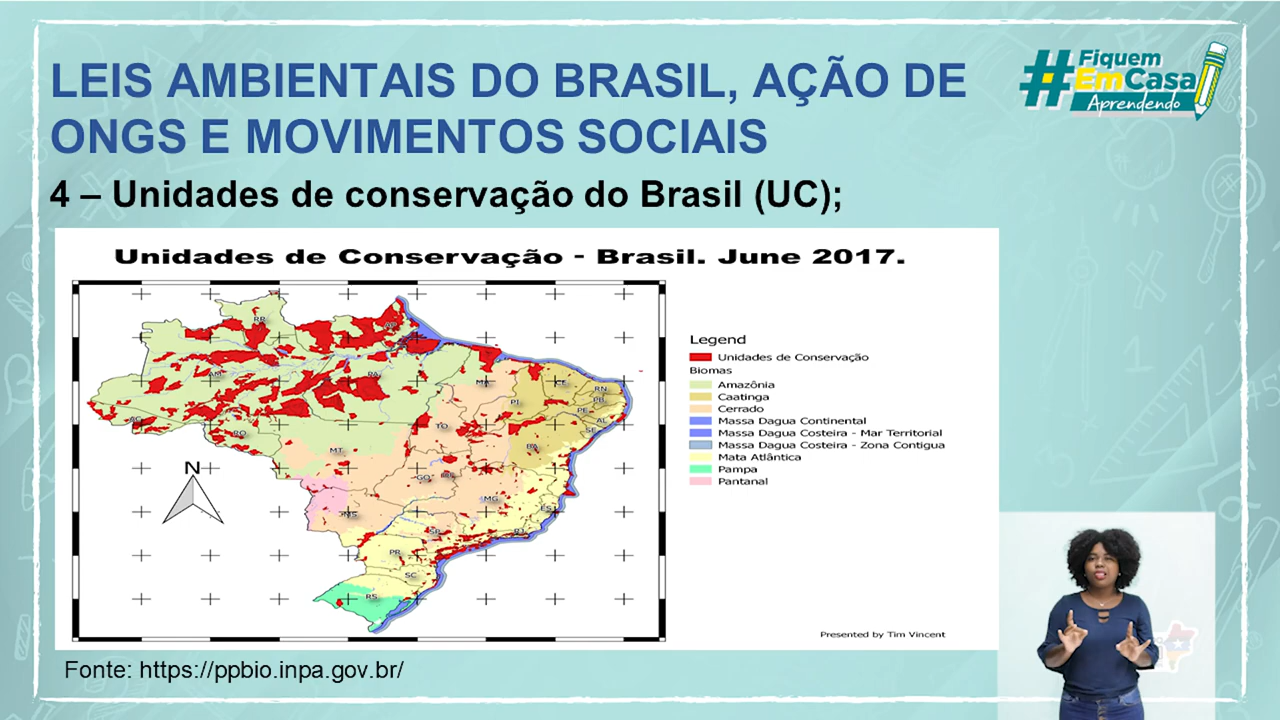 LEIS AMBIENTAIS DO BRASIL, AÇÃO DE
ONGS E MOVIMENTOS SOCIAIS
#Fiquem
EmCasa
Aprendendo
4 – Unidades de conservação do Brasil (UC);
Unidades de Conservação - Brasil. June 2017.
RR
AP
AM
PA
MA
CE
RN
PB
PI
PE
AL
SE
AC
RO
TO
BA
MT
GO
MG
MS
ES
SP
RJ
PR
SC
RS
N
Legend
Unidades de Conservação
Biomas
Amazônia
Caatinga
Cerrado
Massa Dagua Continental
Massa Dagua Costeira - Mar Territorial
Massa Dagua Costeira - Zona Contigua
Mata Atlântica
Pampa
Pantanal
Presented by Tim Vincent
Fonte: https://ppbio.inpa.gov.br/